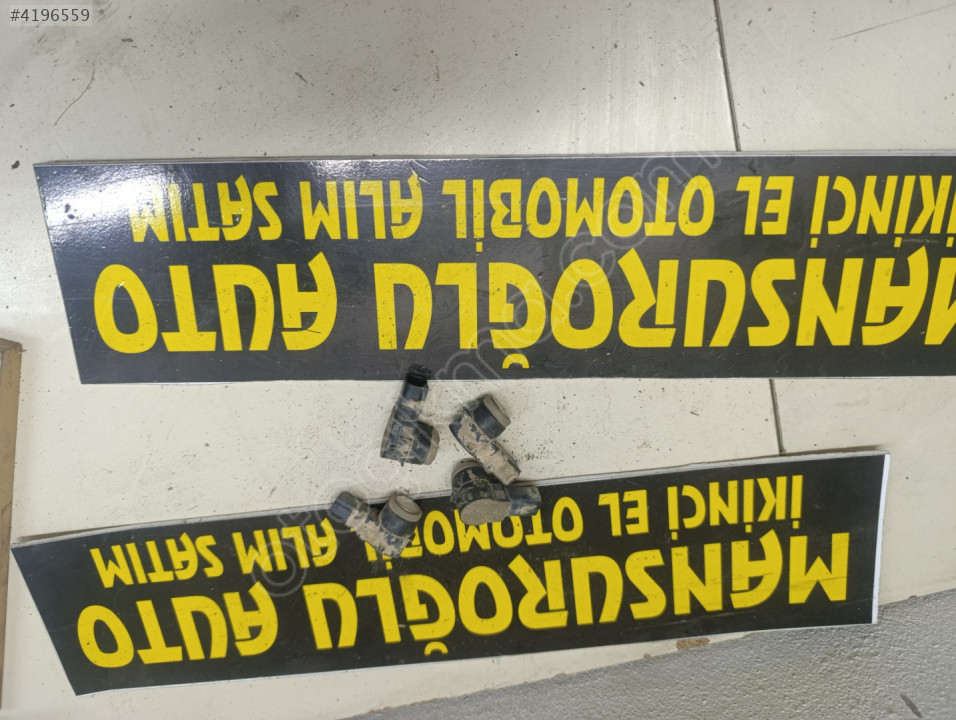 #4196559
MANSUROĞLU AUTO
İKİNCİ EL OTOMOBİL ALIM SATIM
MANSUROĞLU AUTO
İKİNCİ EL OTOMOBİL ALIM SATIM